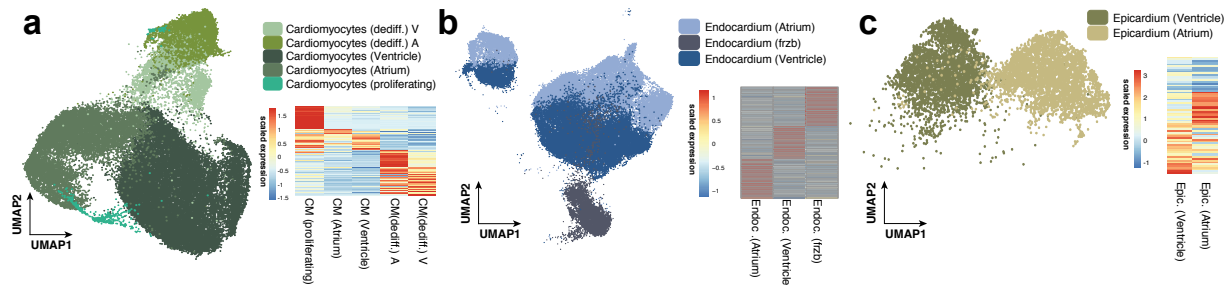 a
Cardiomyocytes (dediff.) V
Cardiomyocytes (dediff.) A
Cardiomyocytes (Ventricle)
Cardiomyocytes (Atrium)
Cardiomyocytes (proliferating)
scaled expression
1.5
1
0.5
0
-0.5
-1
-1.5
CM (proliferating)
CM (Atrium)
CM (Ventricle)
CM(dediff.) A
CM(dediff.) V
UMAP2
UMAP1
b
Endocardium (Atrium)
Endocardium (frzb)
Endocardium (Ventricle)
scaled expression
1
0.5
0
−0.5
−1
Endoc .(Atrium)
Endoc. (Ventricle
Endoc. (frzb)
UMAP2
UMAP1
c
Epicardium (Ventricle)
Epicardium (Atrium)
scaled expression
3
2
1
0
-1
Epic. (Ventricle)
Epic. (Atrium)
UMAP2
UMAP1